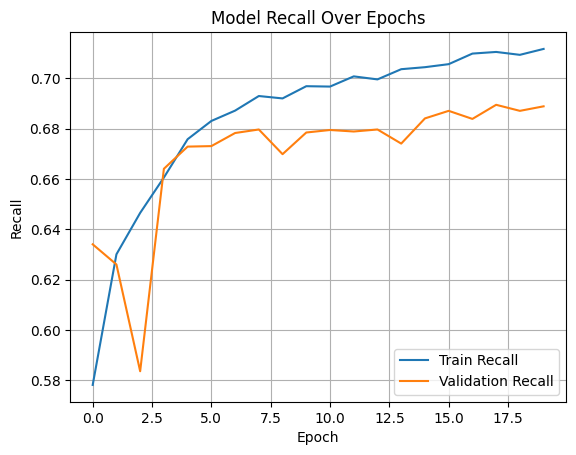 Model Recall Over Epochs
Recall
0.70
0.68
0.66
0.64
0.62
0.60
0.58
Train Recall
Validation Recall
0.0 2.5 5.0 7.5 10.0 12.5 15.0 17.5
Epoch